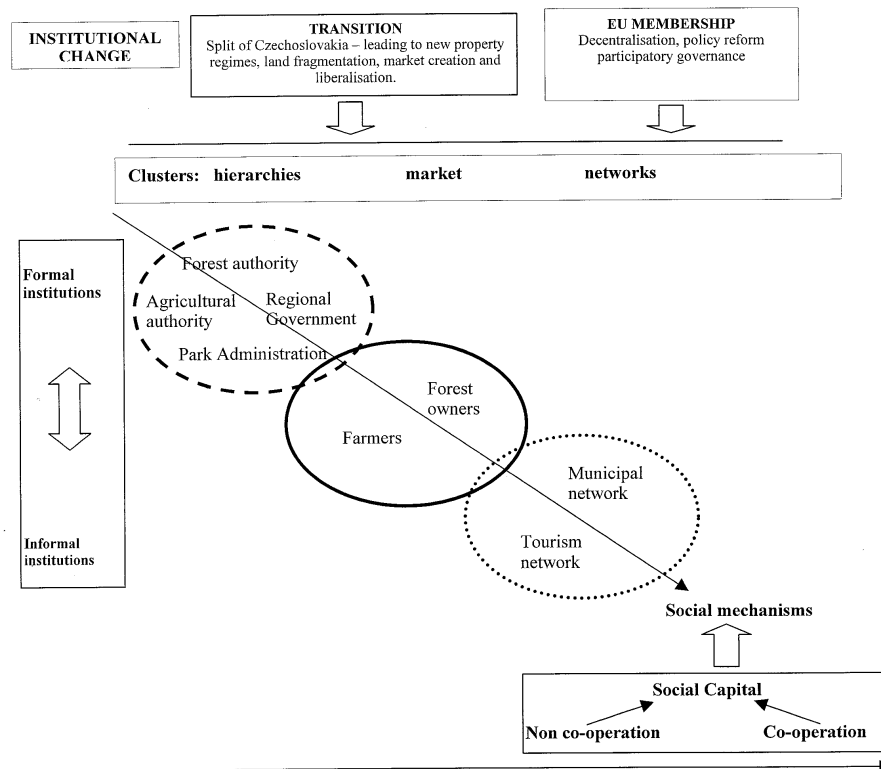 INSTITUTIONAL
CHANGE
TRANSITION
Split of Czechoslovakia – leading to new property
regimes, land fragmentation, market creation and
liberalisation.
EU MEMBERSHIP
Decentralisation, policy reform
participatory governance
Clusters: hierarchies market networks
Formal
institutions
Informal
institutions
Forest authority
Agricultural
authority
Regional
Government
Park Administration
Forest
owners
Farmers
Municipal
network
Tourism
network
Social mechanisms
Social Capital
Non co-operation Co-operation